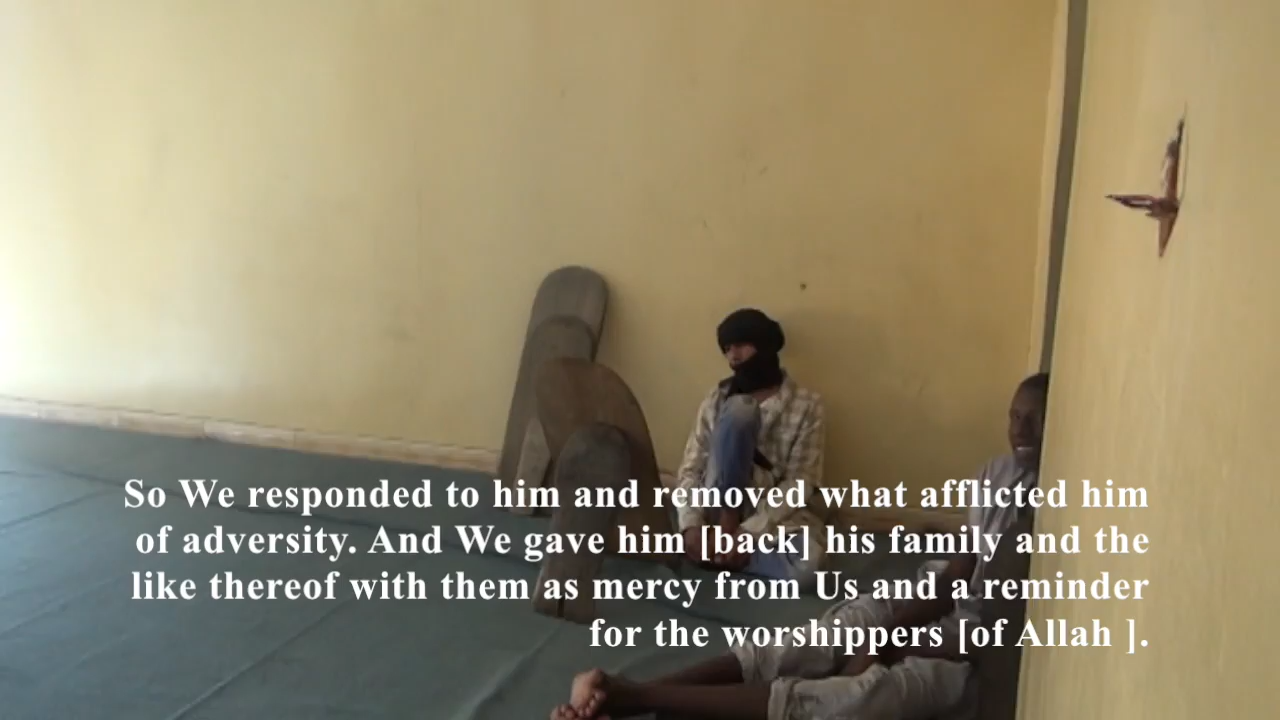 So We responded to him and removed what afflicted him
of adversity. And We gave him [back] his family and the
like thereof with them as mercy from Us and a reminder
for the worshippers [of Allah ].